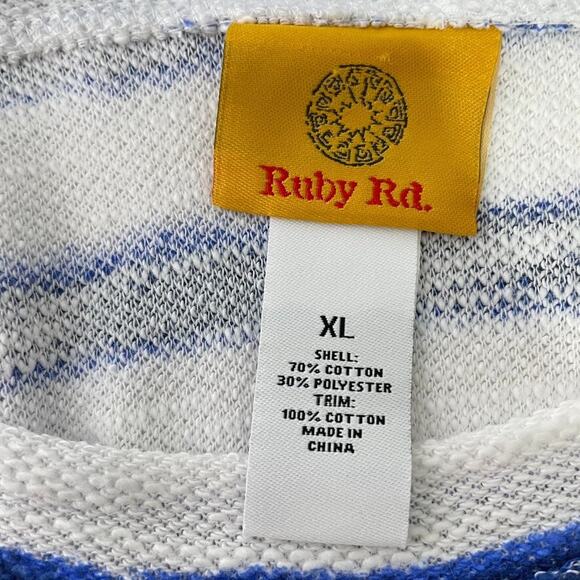 Ruby Rd.
XL
SHELL:
70% COTTON
30% POLYESTER
TRIM:
100% COTTON
MADE IN
CHINA